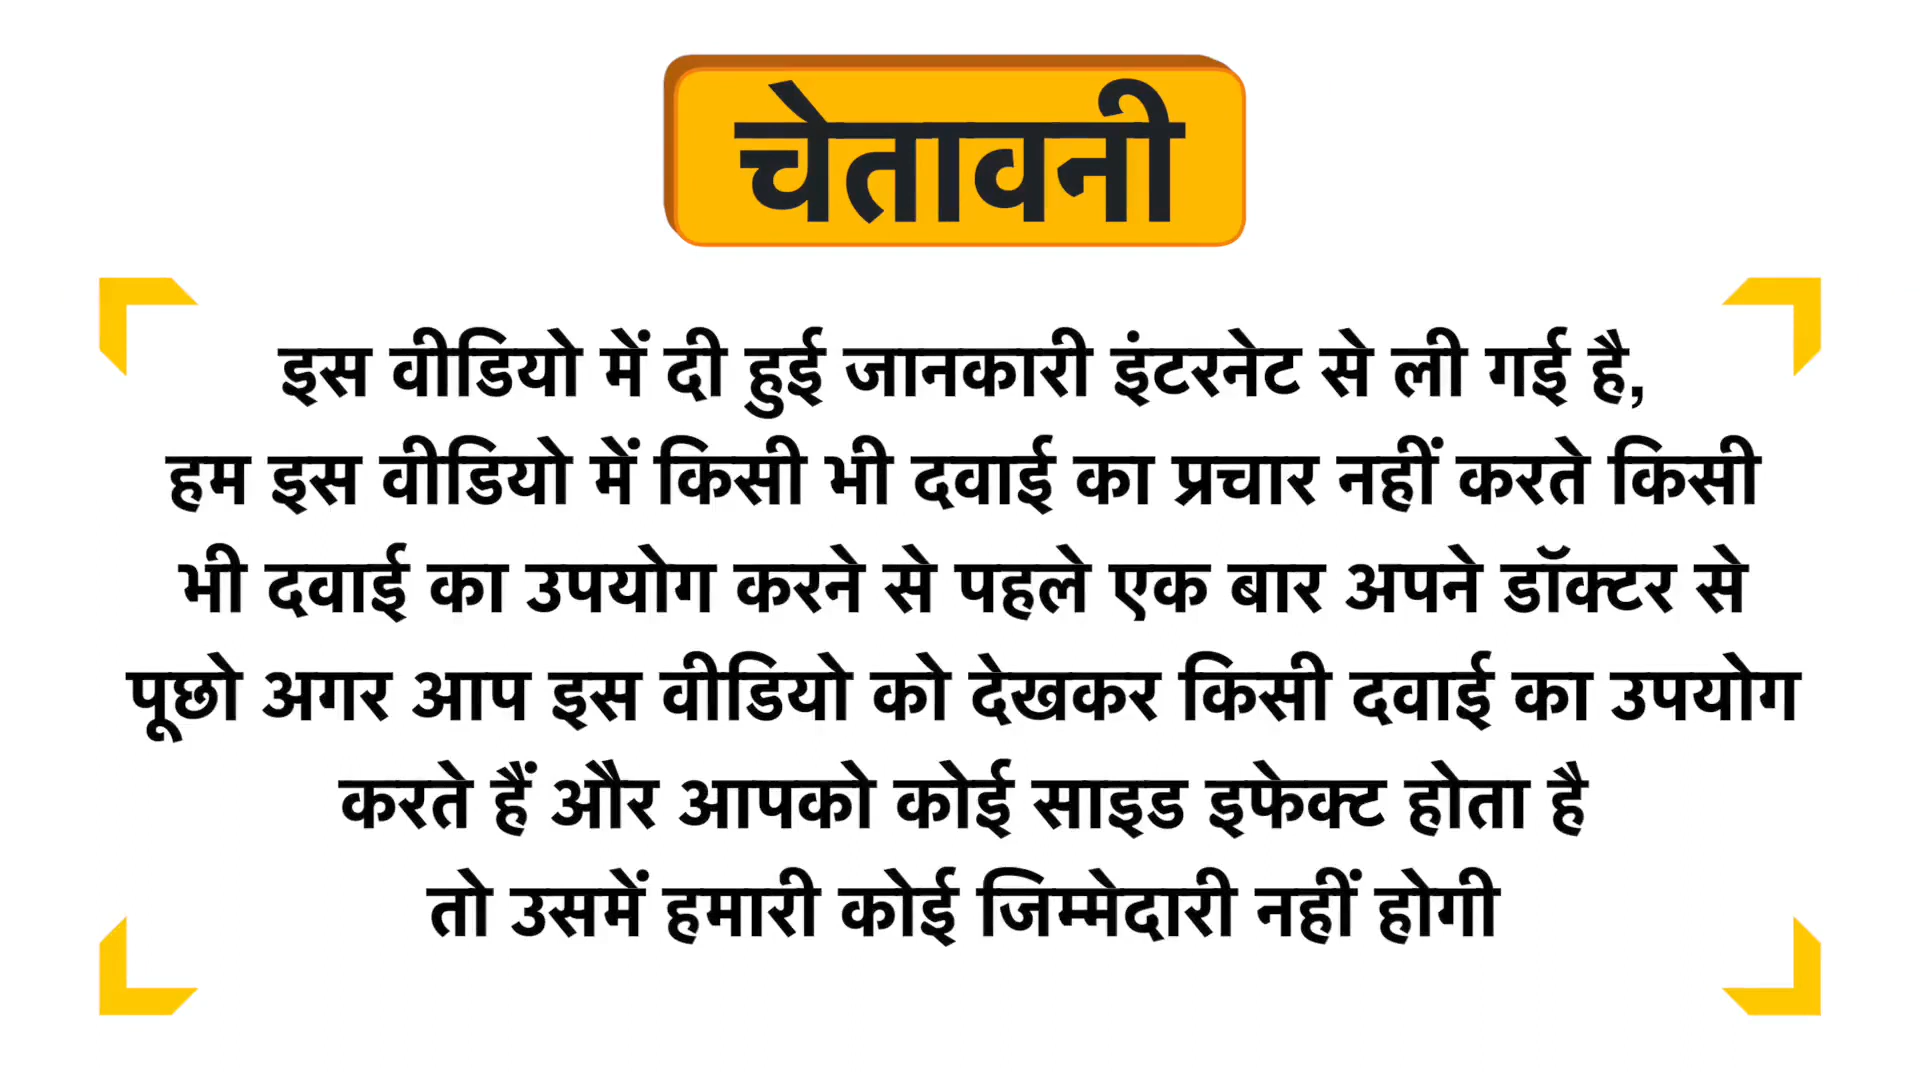 चेतावनी
इस वीडियो में दी हुई जानकारी इंटरनेट से ली गई है,
हम इस वीडियो में किसी भी दवाई का प्रचार नहीं करते किसी
भी दवाई का उपयोग करने से पहले एक बार अपने डॉक्टर से
पूछो अगर आप इस वीडियो को देखकर किसी दवाई का उपयोग
करते हैं और आपको कोई साइड इफेक्ट होता है
तो उसमें हमारी कोई जिम्मेदारी नहीं होगी